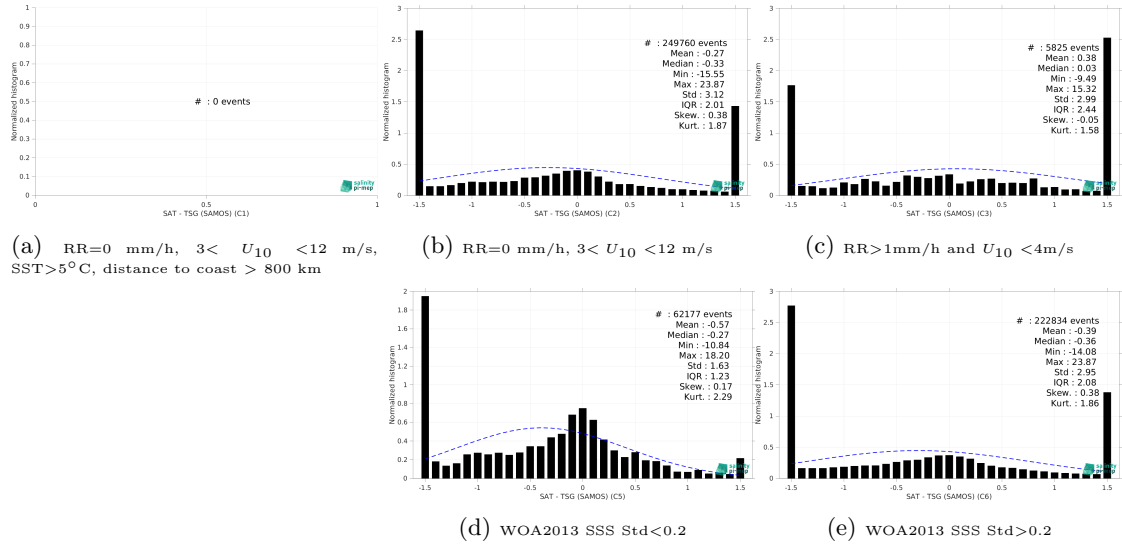 1
0.9
0.8
0.7
0.6
0.5
0.4
0.3
0.2
0.1
0
Normalized histogram
# : 0 events
salinity
pi-mep
0 0.5 1
SAT - TSG (SAMOS) (C1)
(a) RR=0 mm/h, 3< U10 <12 m/s,
SST>5°C, distance to coast > 800 km
3
2.5
2
1.5
1
0.5
0
Normalized histogram
# : 249760 events
Mean : -0.27
Median : -0.33
Min : -15.55
Max : 23.87
Std : 3.12
IQR : 2.01
Skew. : 0.38
Kurt. : 1.87
salinity
pi-mep
-1.5 -1 -0.5 0 0.5 1 1.5
SAT - TSG (SAMOS) (C2)
(b) RR=0 mm/h, 3< U10 <12 m/s
3
2.5
2
1.5
1
0.5
0
Normalized histogram
# : 5825 events
Mean : 0.38
Median : 0.03
Min : -9.49
Max : 15.32
Std : 2.99
IQR : 2.44
Skew. : -0.05
Kurt. : 1.58
salinity
pi-mep
-1.5 -1 -0.5 0 0.5 1 1.5
SAT - TSG (SAMOS) (C3)
(c) RR>1mm/h and U10 <4m/s
2
1.8
1.6
1.4
1.2
1
0.8
0.6
0.4
0.2
0
Normalized histogram
# : 62177 events
Mean : -0.57
Median : -0.27
Min : -10.84
Max : 18.20
Std : 1.63
IQR : 1.23
Skew. : 0.17
Kurt. : 2.29
salinity
pi-mep
-1.5 -1 -0.5 0 0.5 1 1.5
SAT - TSG (SAMOS) (C5)
(d) WOA2013 SSS Std<0.2
3
2.5
2
1.5
1
0.5
0
Normalized histogram
# : 222834 events
Mean : -0.39
Median : -0.36
Min : -14.08
Max : 23.87
Std : 2.95
IQR : 2.08
Skew. : 0.38
Kurt. : 1.86
salinity
pi-mep
-1.5 -1 -0.5 0 0.5 1 1.5
SAT - TSG (SAMOS) (C6)
(e) WOA2013 SSS Std>0.2